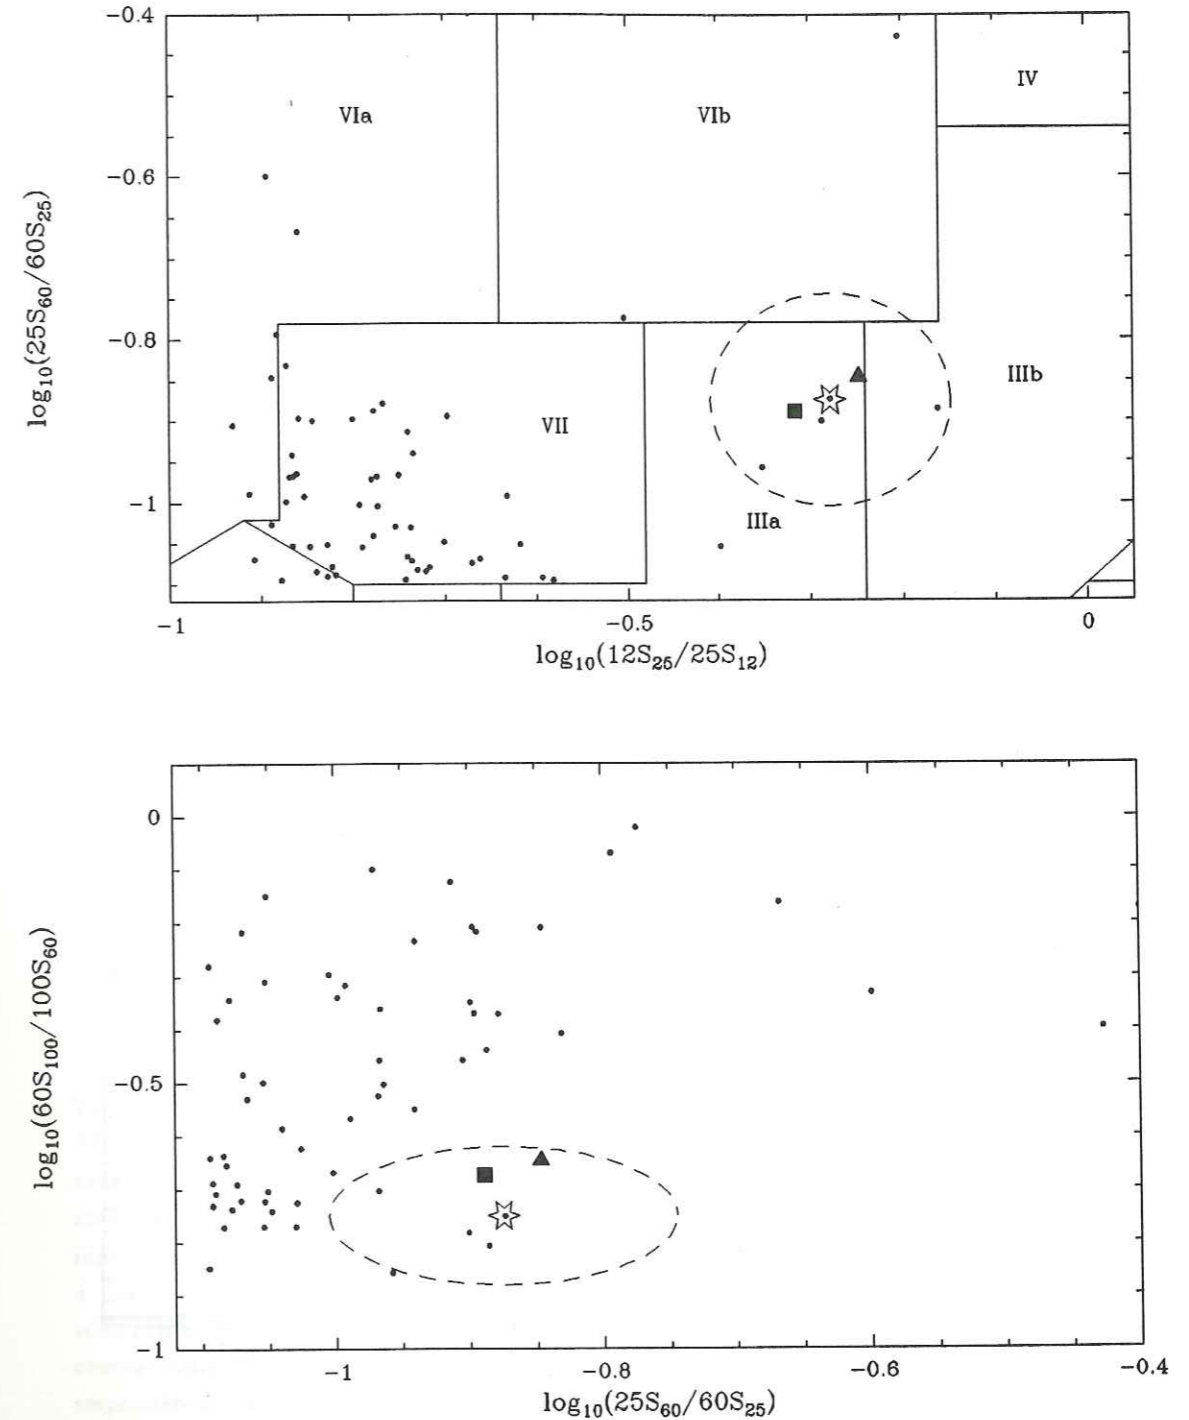 −0.4
−0.6
−0.8
−1
log₁₀(25S₆₀/60S₂₅)
VIa
VIb
IV
VII
IIIa
IIIb
−1
−0.5
0
log₁₀(12S₂₅/25S₁₂)
0
−0.5
−1
log₁₀(60S₁₀₀/100S₆₀)
−1
−0.8
−0.6
−0.4
log₁₀(25S₆₀/60S₂₅)